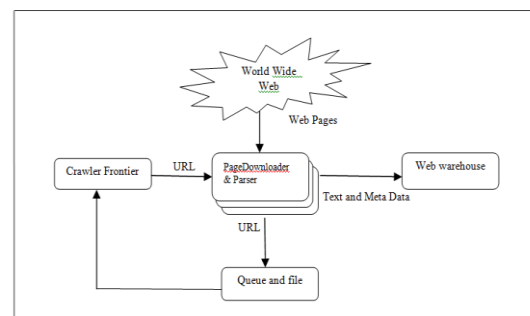 World Wide
Web
Web Pages
Crawler Frontier
URL
PageDownloader
& Parser
Web warehouse
Text and Meta Data
URL
Queue and file